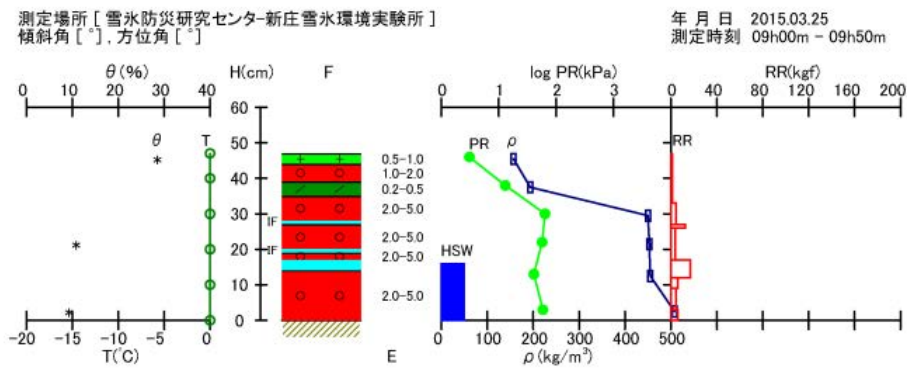 測定場所 [ 雪氷防災研究センター新庄雪氷環境実験所 ]
年 月 日 2015.03.25
傾斜角 [ ゜] , 方位角 [ ゜]
測定時刻 09h00m - 09h50m
θ(%) H(cm) F log PR(kPa) RR(kgf)
0 10 20 30 40
0 1 2 3 0 40 80 120 160 200
60
50
40
30
20
10
0
θ T
* * *
PR ρ RR
0.5-1.0
1.0-2.0
0.2-0.5
2.0-5.0
IF
2.0-5.0
IF
2.0-5.0
2.0-5.0
HSW
-20 -15 -10 -5 0
0 100 200 300 400 500
T(℃) E ρ(kg/m³)